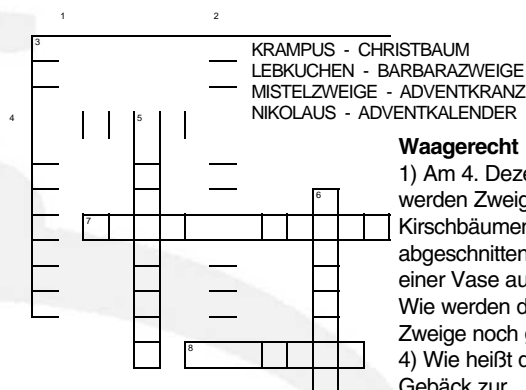 1 2
3
KRAMPUS - CHRISTBAUM
LEBKUCHEN - BARBARAZWEIGE
MISTELZWEIGE - ADVENTKRANZ
NIKOLAUS - ADVENTKALENDER
4 5
Waagerecht
1) Am 4. Deze
werden Zweig
6
7
Kirschbäumen
abgeschnitten
einer Vase au
Wie werden d
Zweige noch g
8
4) Wie heißt d
Gebäck zur